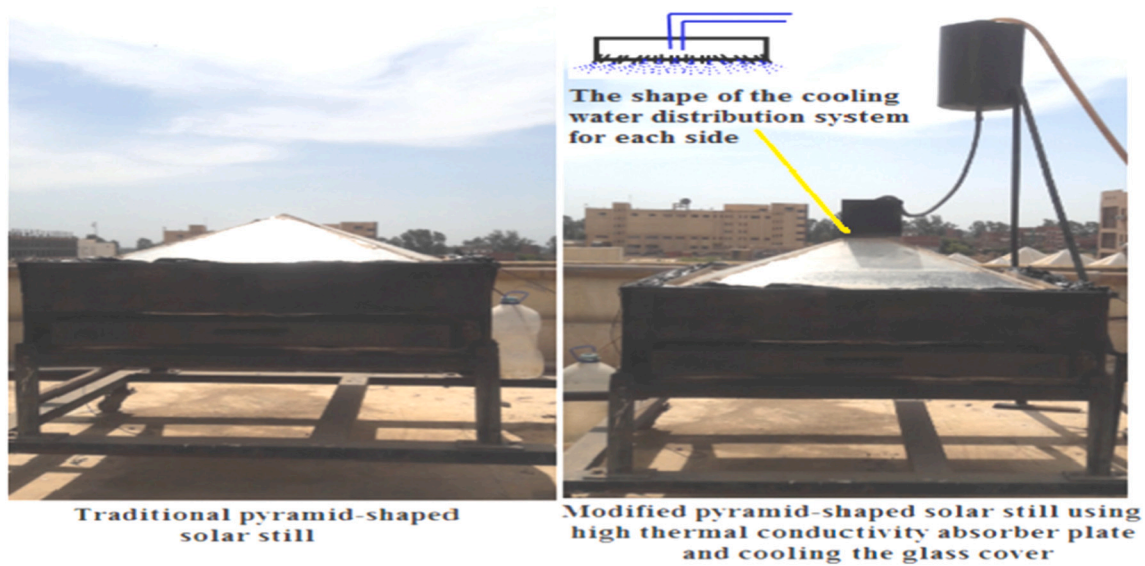 The shape of the cooling
water distribution system
for each side
Traditional pyramid-shaped
solar still
Modified pyramid-shaped solar still using
high thermal conductivity absorber plate
and cooling the glass cover